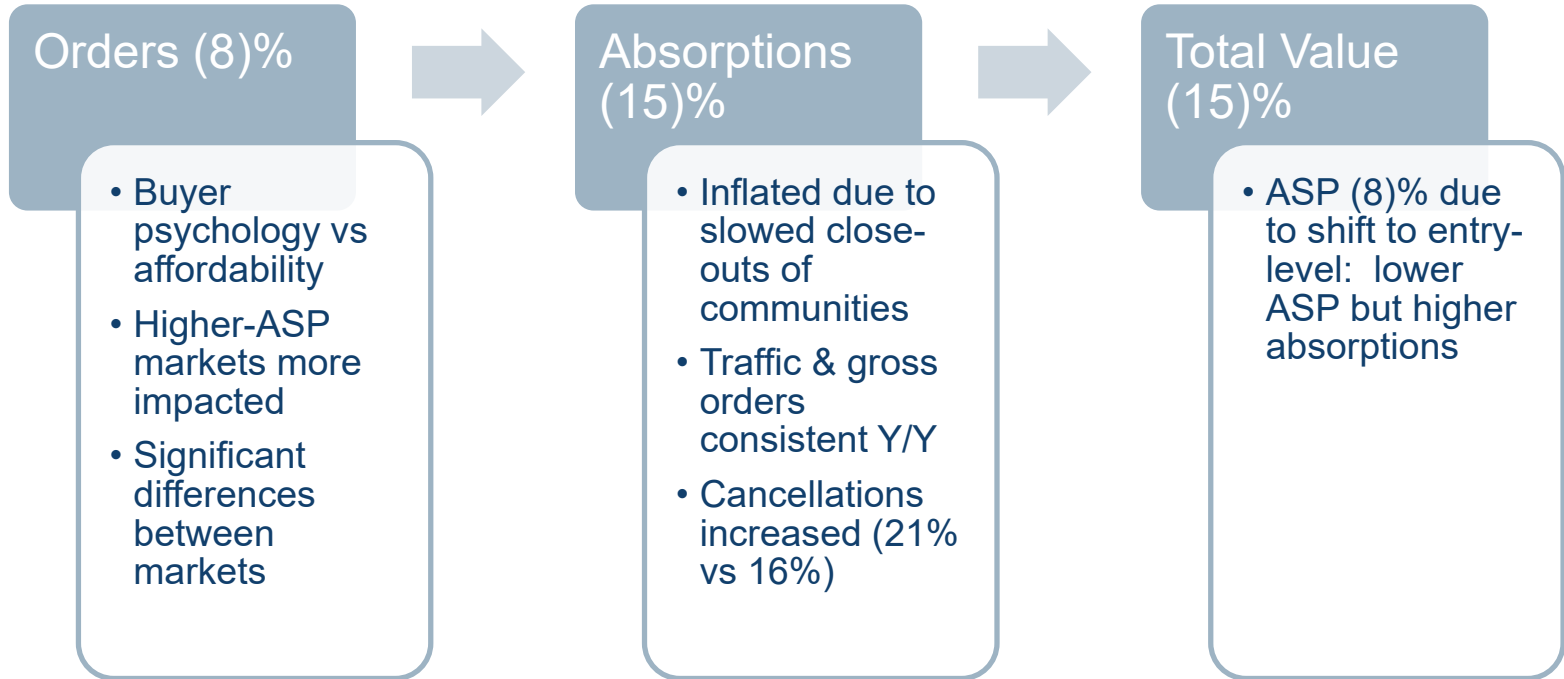 Orders (8)%
• Buyer
psychology vs
affordability
• Higher-ASP
markets more
impacted
• Significant
differences
between
markets
Absorptions
(15)%
• Inflated due to
slowed close-
outs of
communities
• Traffic & gross
orders
consistent Y/Y
• Cancellations
increased (21%
vs 16%)
Total Value
(15)%
• ASP (8)% due
to shift to entry-
level:  lower
ASP but higher
absorptions